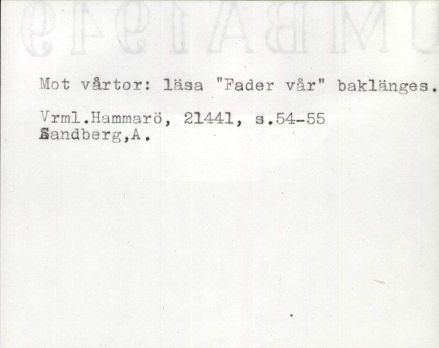 Mot vårtor: läsa "Fader vår" baklänges.
Vrml.Hammarö, 21441, s.54-55
Sandberg,A.